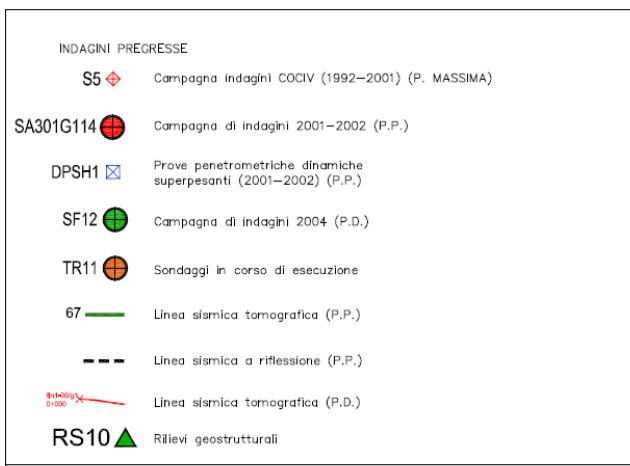 INDAGINI PREGRESSE
S5 Campagna indagini COCIV (1992–2001) (P. MASSIMA)
SA301G114 Campagna di indagini 2001–2002 (P.P.)
DPSH1 Prove penetrometriche dinamiche
superpesanti (2001–2002) (P.P.)
SF12 Campagna di indagini 2004 (P.D.)
TR11 Sondaggi in corso di esecuzione
67 Linea sismica tomografica (P.P.)
Linea sismica a riflessione (P.P.)
0+000 Linea sismica tomografica (P.D.)
RS10 Rilievi geostrutturali